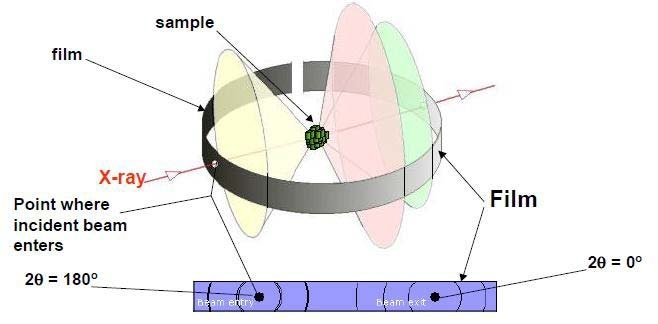 sample
film
X-ray
Point where
incident beam
enters
Film
2θ = 180°
2θ = 0°
Beam entry
Beam exit